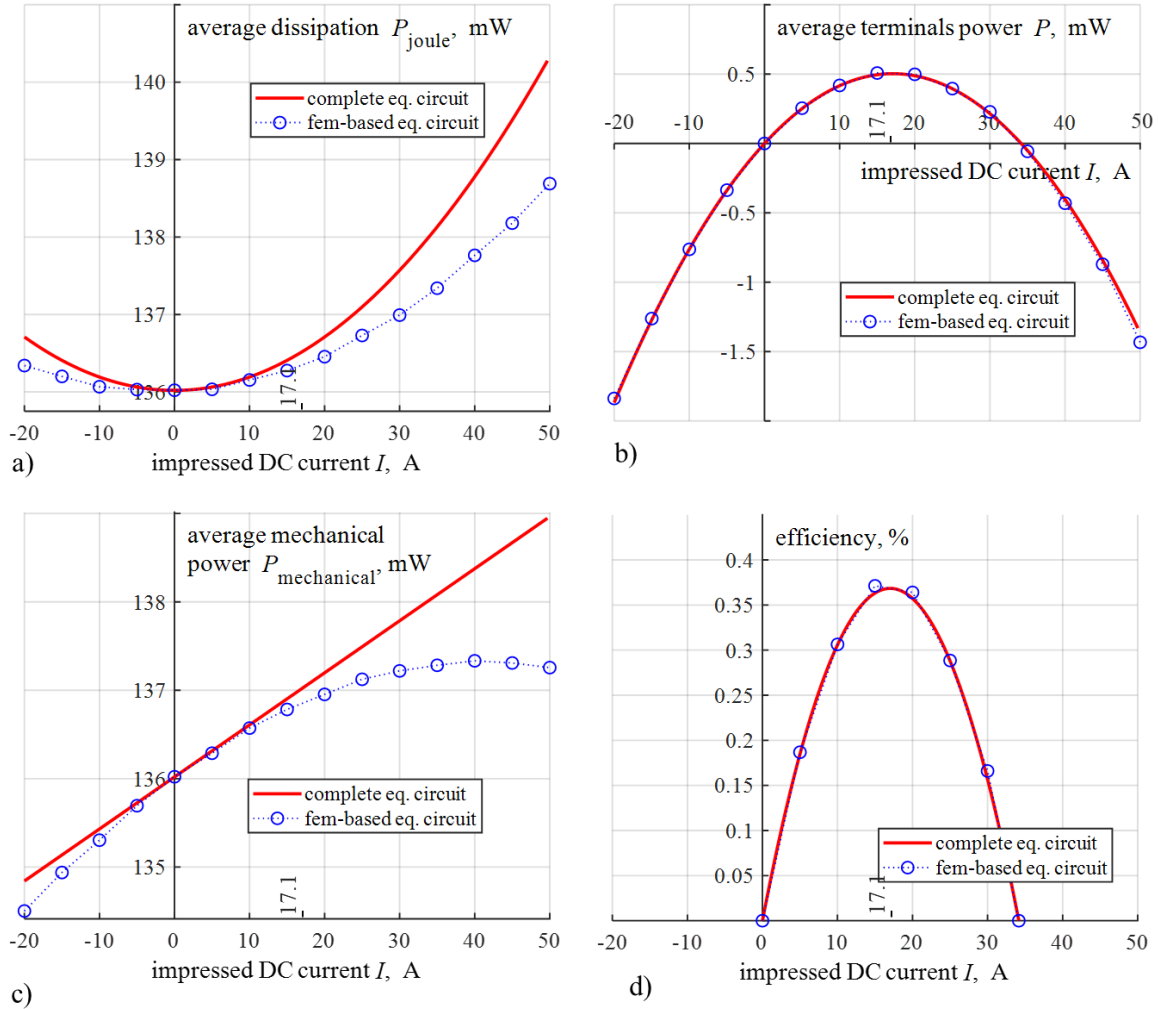 average dissipation P joule, mW
140
139
138
137
136
complete eq. circuit
fem-based eq. circuit
17.1
-20 -10 0 10 20 30 40 50
impressed DC current I, A
a)
average terminals power P, mW
0.5
-20 -10 10 20 30 40 50
17.1
impressed DC current I, A
-0.5
-1
-1.5
complete eq. circuit
fem-based eq. circuit
b)
average mechanical
power P mechanical, mW
138
137
136
135
complete eq. circuit
fem-based eq. circuit
17.1
-20 -10 0 10 20 30 40 50
impressed DC current I, A
c)
efficiency, %
0.4
0.35
0.3
0.25
0.2
0.15
0.1
0.05
complete eq. circuit
fem-based eq. circuit
17.1
-20 -10 0 10 20 30 40 50
impressed DC current I, A
d)